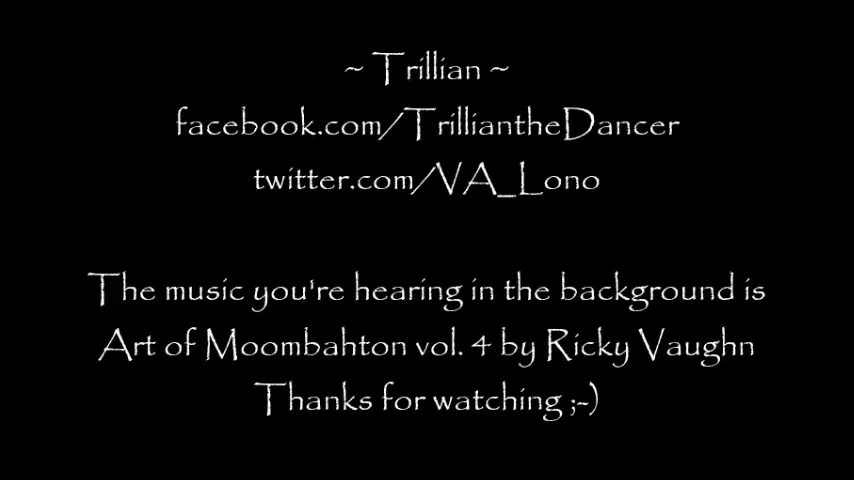 ~ Trillian ~
facebook.com/TrilliantheDancer
twitter.com/VA_Lono
The music you're hearing in the background is
Art of Moombahton vol. 4 by Ricky Vaughn
Thanks for watching ;-)